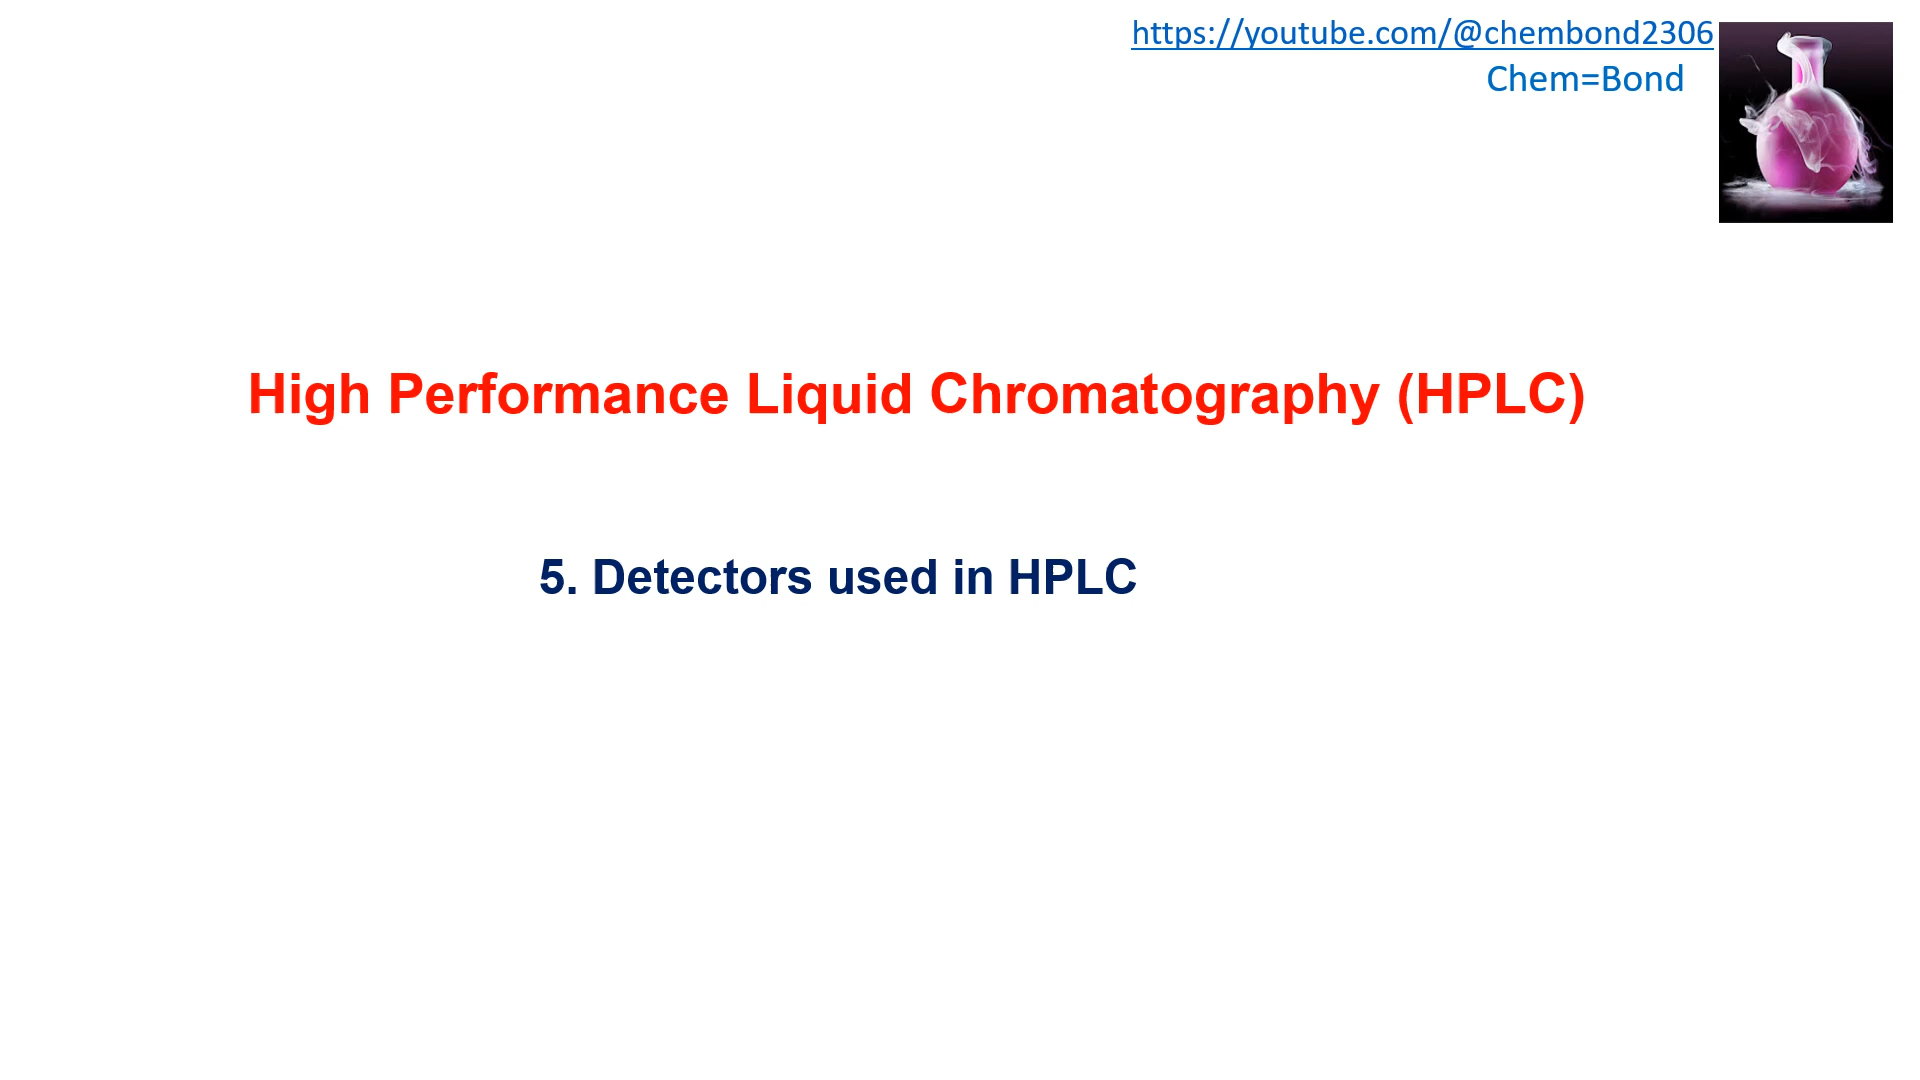 https://youtube.com/@chembond2306
Chem=Bond
High Performance Liquid Chromatography (HPLC)
5. Detectors used in HPLC